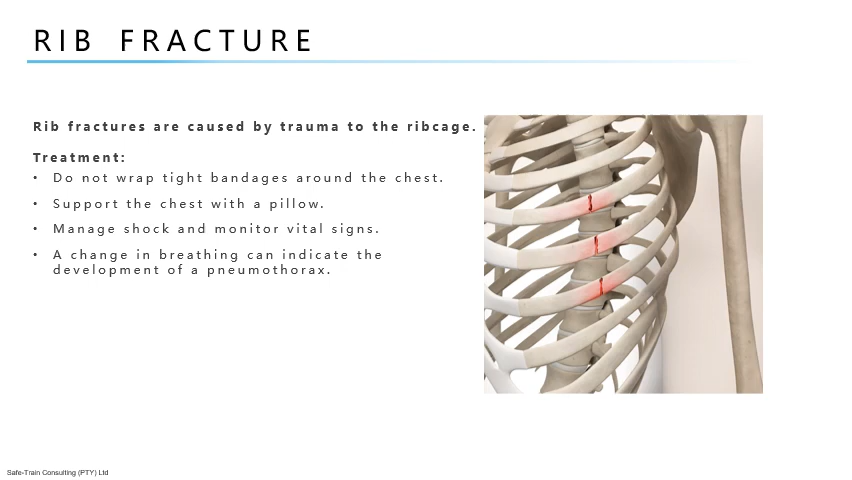 RIB FRACTURE
Rib fractures are caused by trauma to the ribcage.
Treatment:
• Do not wrap tight bandages around the chest.
• Support the chest with a pillow.
• Manage shock and monitor vital signs.
• A change in breathing can indicate the
development of a pneumothorax.
Safe-Train Consulting (PTY) Ltd